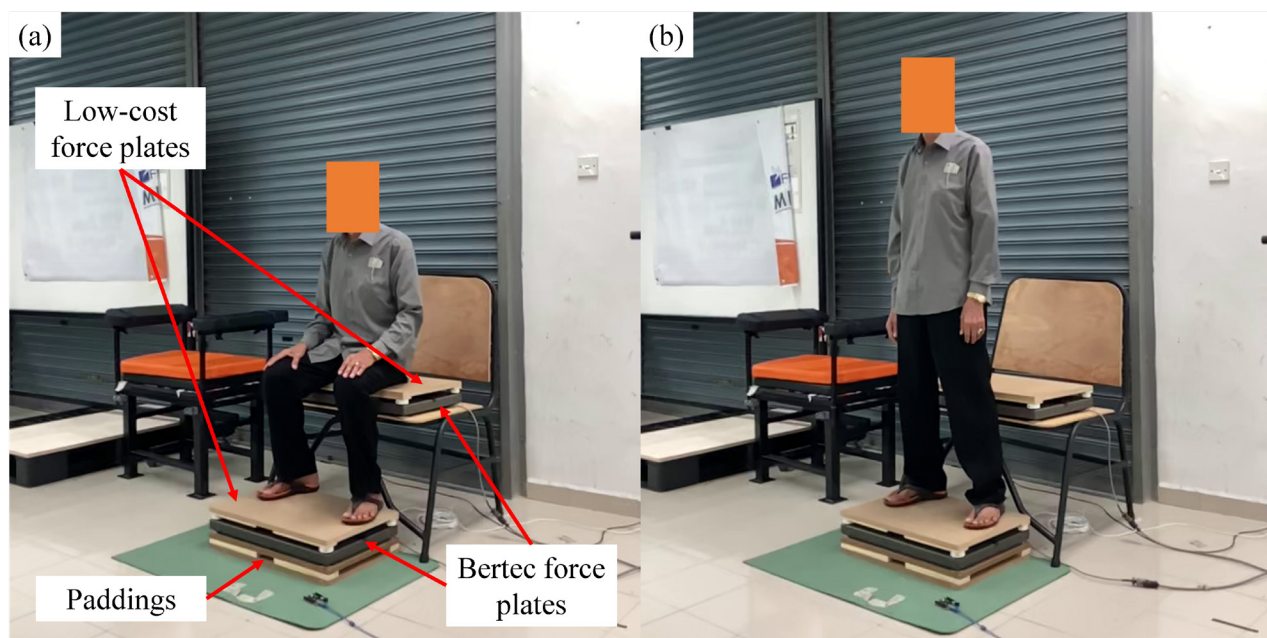 (a)
Low-cost
force plates
Paddings
Bertec force
plates
(b)